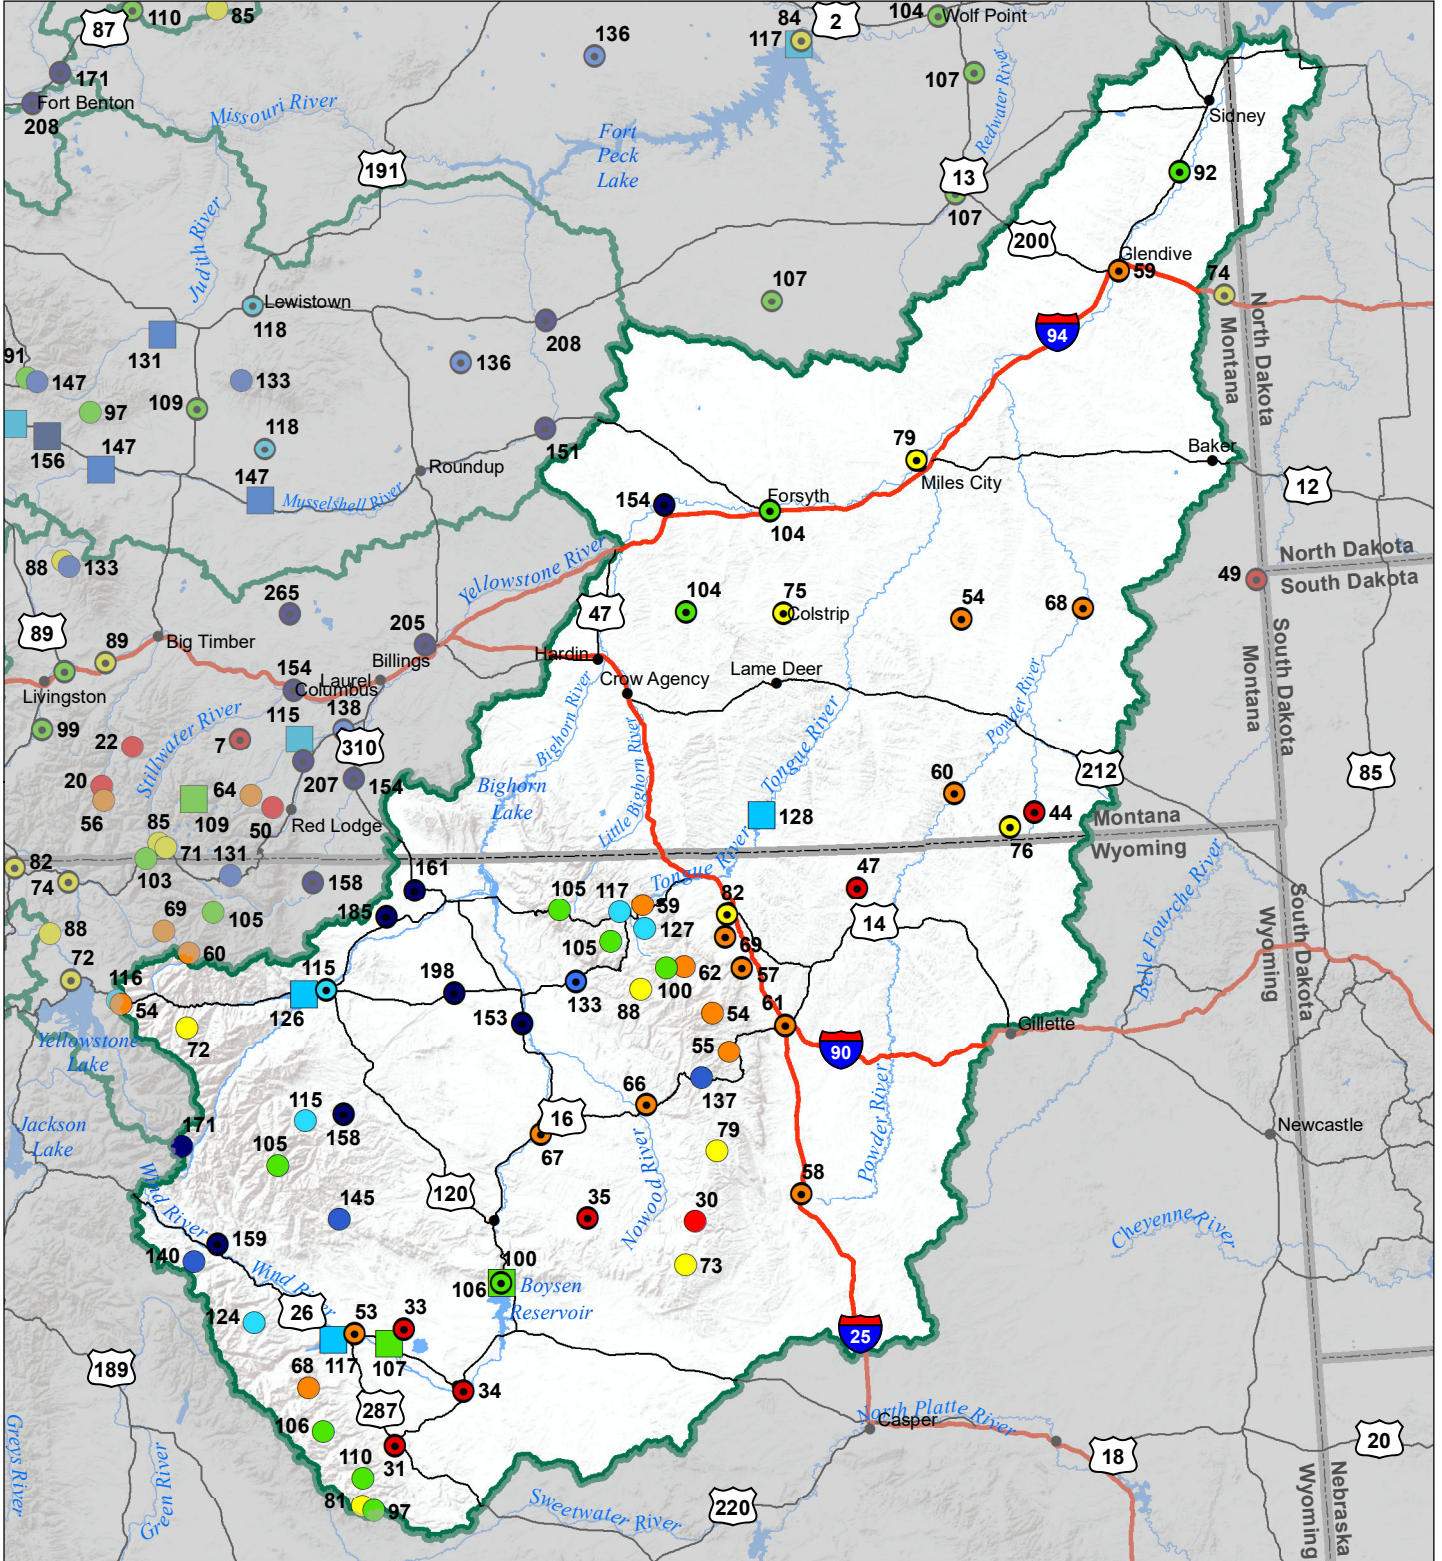 110
85
87
136
84
117
2
104
Wolf Point
171
107
Fort Benton
208
Missouri River
Redwater River
Fort
Peck
Lake
Sidney
191
13
92
107
Judith River
200
Glendive
59
74
107
Lewistown
118
94
North Dakota
Montana
131
208
91
147
136
133
97
109
118
79
Baker
156
147
147
151
Roundup
Miles City
12
Musselshell River
154
Forsyth
104
North Dakota
South Dakota
49
88
133
Yellowstone River
265
104
75
Colstrip
54
68
89
89
Big Timber
205
47
Hardin
Billings
Laurel
154
Columbus
Crow Agency
Lame Deer
South Dakota
Montana
Livingston
115
138
99
22
7
310
Stillwater River
Bighorn River
Little Bighorn River
Tongue River
Powder River
212
85
20
56
64
207
154
Bighorn
Lake
60
44
109
50
Red Lodge
128
76
Montana
Wyoming
85
71
131
82
103
74
158
161
Tongue River
47
Belle Fourche River
69
105
185
105
117
59
82
14
South Dakota
Wyoming
88
60
105
127
69
72
116
54
115
126
198
133
62
100
57
88
153
54
61
Gillette
72
Yellowstone
Lake
55
90
137
115
158
66
16
67
Jackson
Lake
171
105
79
Powder River
Newcastle
Wind River
120
145
Nowood River
58
35
30
Cheyenne River
159
140
73
100
106
Boysen
Reservoir
Wind River
26
124
53
33
117
107
25
189
68
34
287
106
31
North Platte River
Casper
18
20
110
81
97
Greys River
Green River
Sweetwater River
220
Nebraska
Wyoming